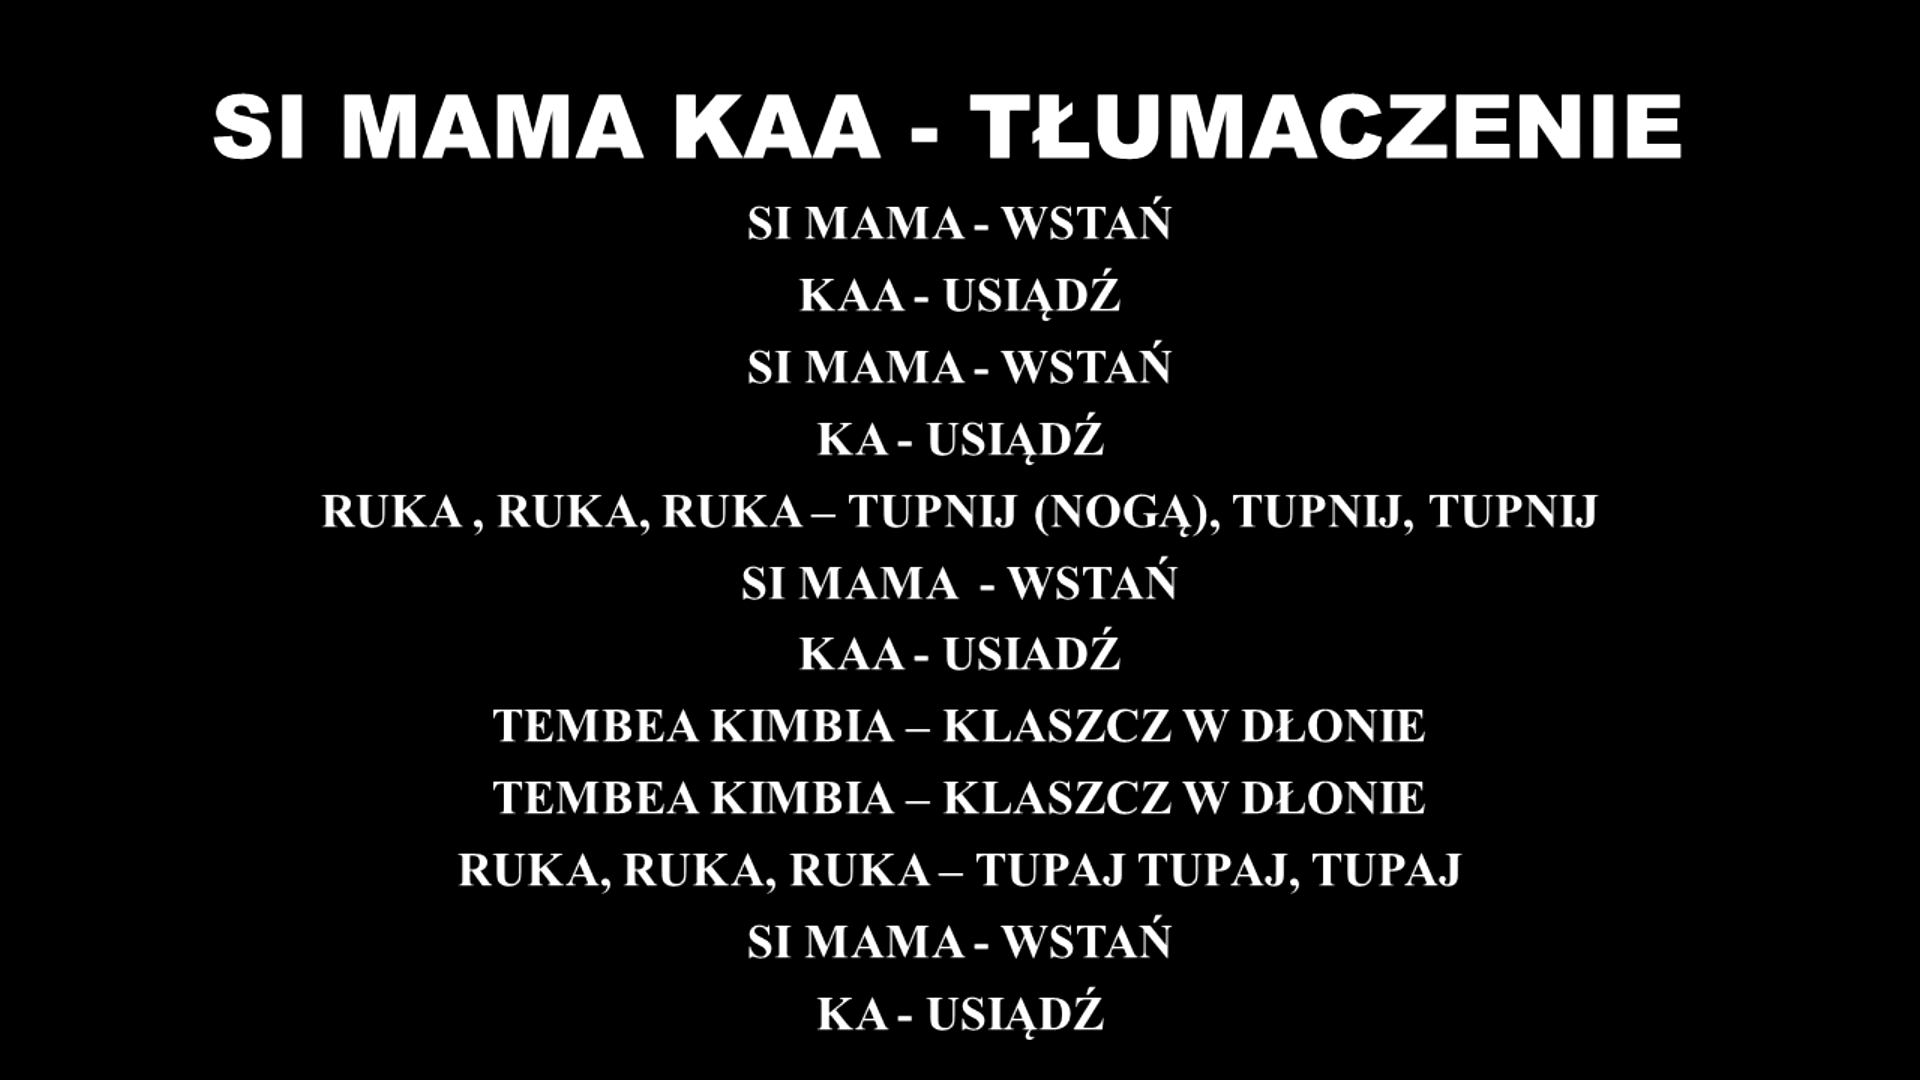 SI MAMA KAA - TŁUMACZENIE
SI MAMA - WSTAŃ
KAA - USIĄDŹ
SI MAMA - WSTAŃ
KA - USIĄDŹ
RUKA , RUKA, RUKA – TUPNIJ (NOGĄ), TUPNIJ, TUPNIJ
SI MAMA - WSTAŃ
KAA - USIADŹ
TEMBEA KIMBIA – KLASZCZ W DŁONIE
TEMBEA KIMBIA – KLASZCZ W DŁONIE
RUKA, RUKA, RUKA – TUPAJ TUPAJ, TUPAJ
SI MAMA - WSTAŃ
KA - USIĄDŹ